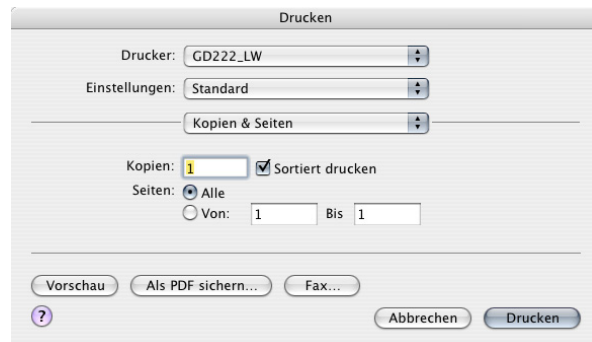 Drucken
Drucker: GD222_LW
Einstellungen: Standard
Kopien & Seiten
Kopien: 1 Sortiert drucken
Seiten: Alle
Von: 1 Bis 1
Vorschau Als PDF sichern... Fax...
? Abbrechen Drucken